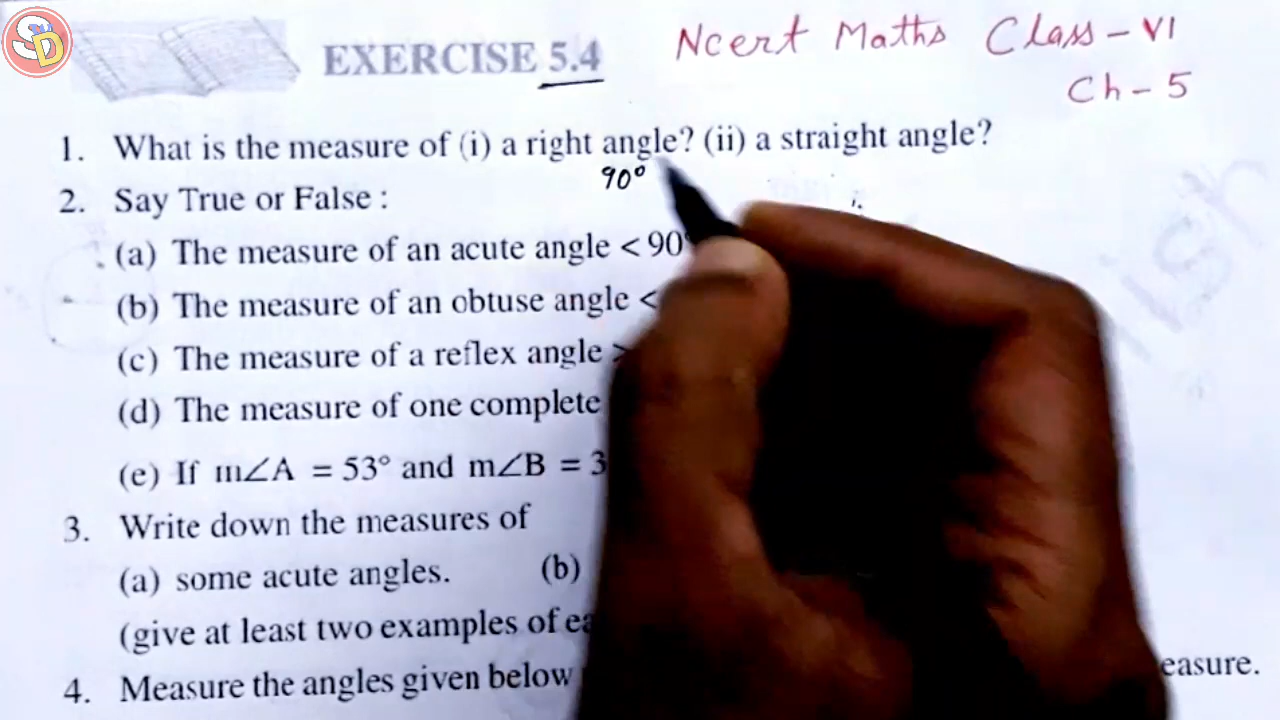 SD
EXERCISE 5.4
Ncert Maths Class - VI
Ch - 5
1. What is the measure of (i) a right angle? (ii) a straight angle?
90°
2. Say True or False :
(a) The measure of an acute angle < 90°
(b) The measure of an obtuse angle <
(c) The measure of a reflex angle >
(d) The measure of one complete
(e) If m∠A = 53° and m∠B = 3
3. Write down the measures of
(a) some acute angles. (b)
(give at least two examples of ea
4. Measure the angles given below
easure.